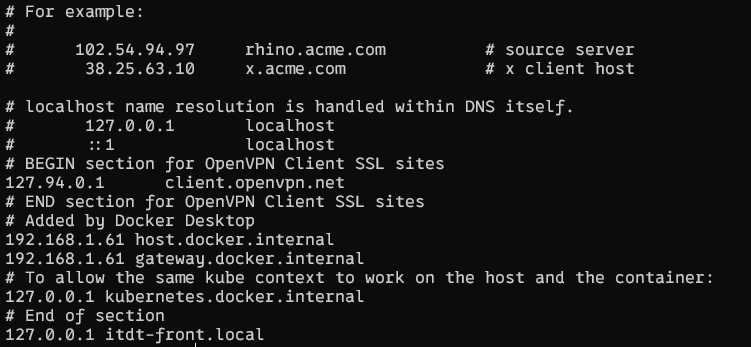 # For example:
#
#      102.54.94.97     rhino.acme.com          # source server
#       38.25.63.10     x.acme.com              # x client host

# localhost name resolution is handled within DNS itself.
#       127.0.0.1       localhost
#       ::1             localhost
# BEGIN section for OpenVPN Client SSL sites
127.94.0.1      client.openvpn.net
# END section for OpenVPN Client SSL sites
# Added by Docker Desktop
192.168.1.61 host.docker.internal
192.168.1.61 gateway.docker.internal
# To allow the same kube context to work on the host and the container:
127.0.0.1 kubernetes.docker.internal
# End of section
127.0.0.1 itdt-front.local